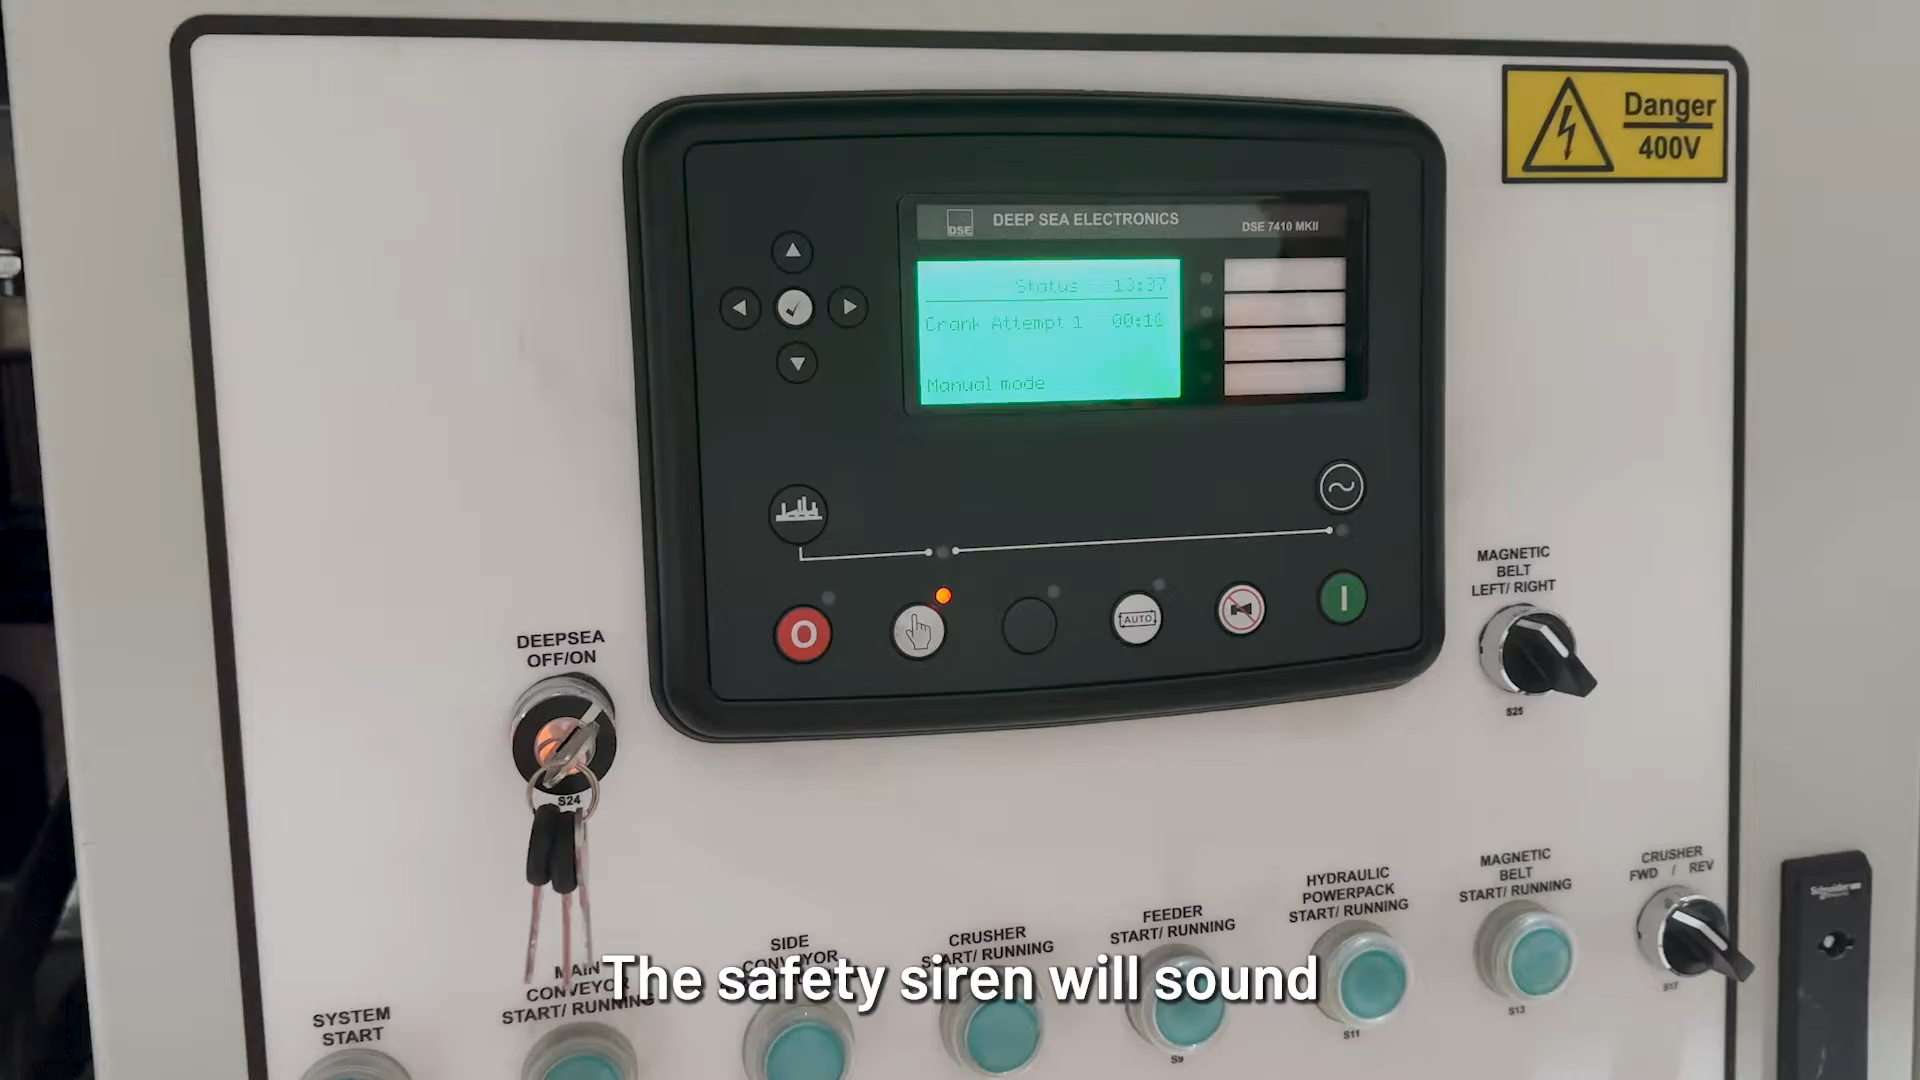 Danger
400V
DSE
DEEP SEA ELECTRONICS
DSE 7410 MKII
Status 13:37
Crank Attempt 1
Manual mode
AUTO
O
I
MAGNETIC
BELT
LEFT/ RIGHT
S25
DEEPSEA
OFF/ON
S24
SYSTEM
START
MAIN
CONVEYOR
START/ RUNNING
SIDE
CONVEYOR
CRUSHER
START/ RUNNING
FEEDER
START/ RUNNING
S9
HYDRAULIC
POWERPACK
START/ RUNNING
S11
MAGNETIC
BELT
START/ RUNNING
S13
CRUSHER
FWD / REV
S17
Schneider
The safety siren will sound